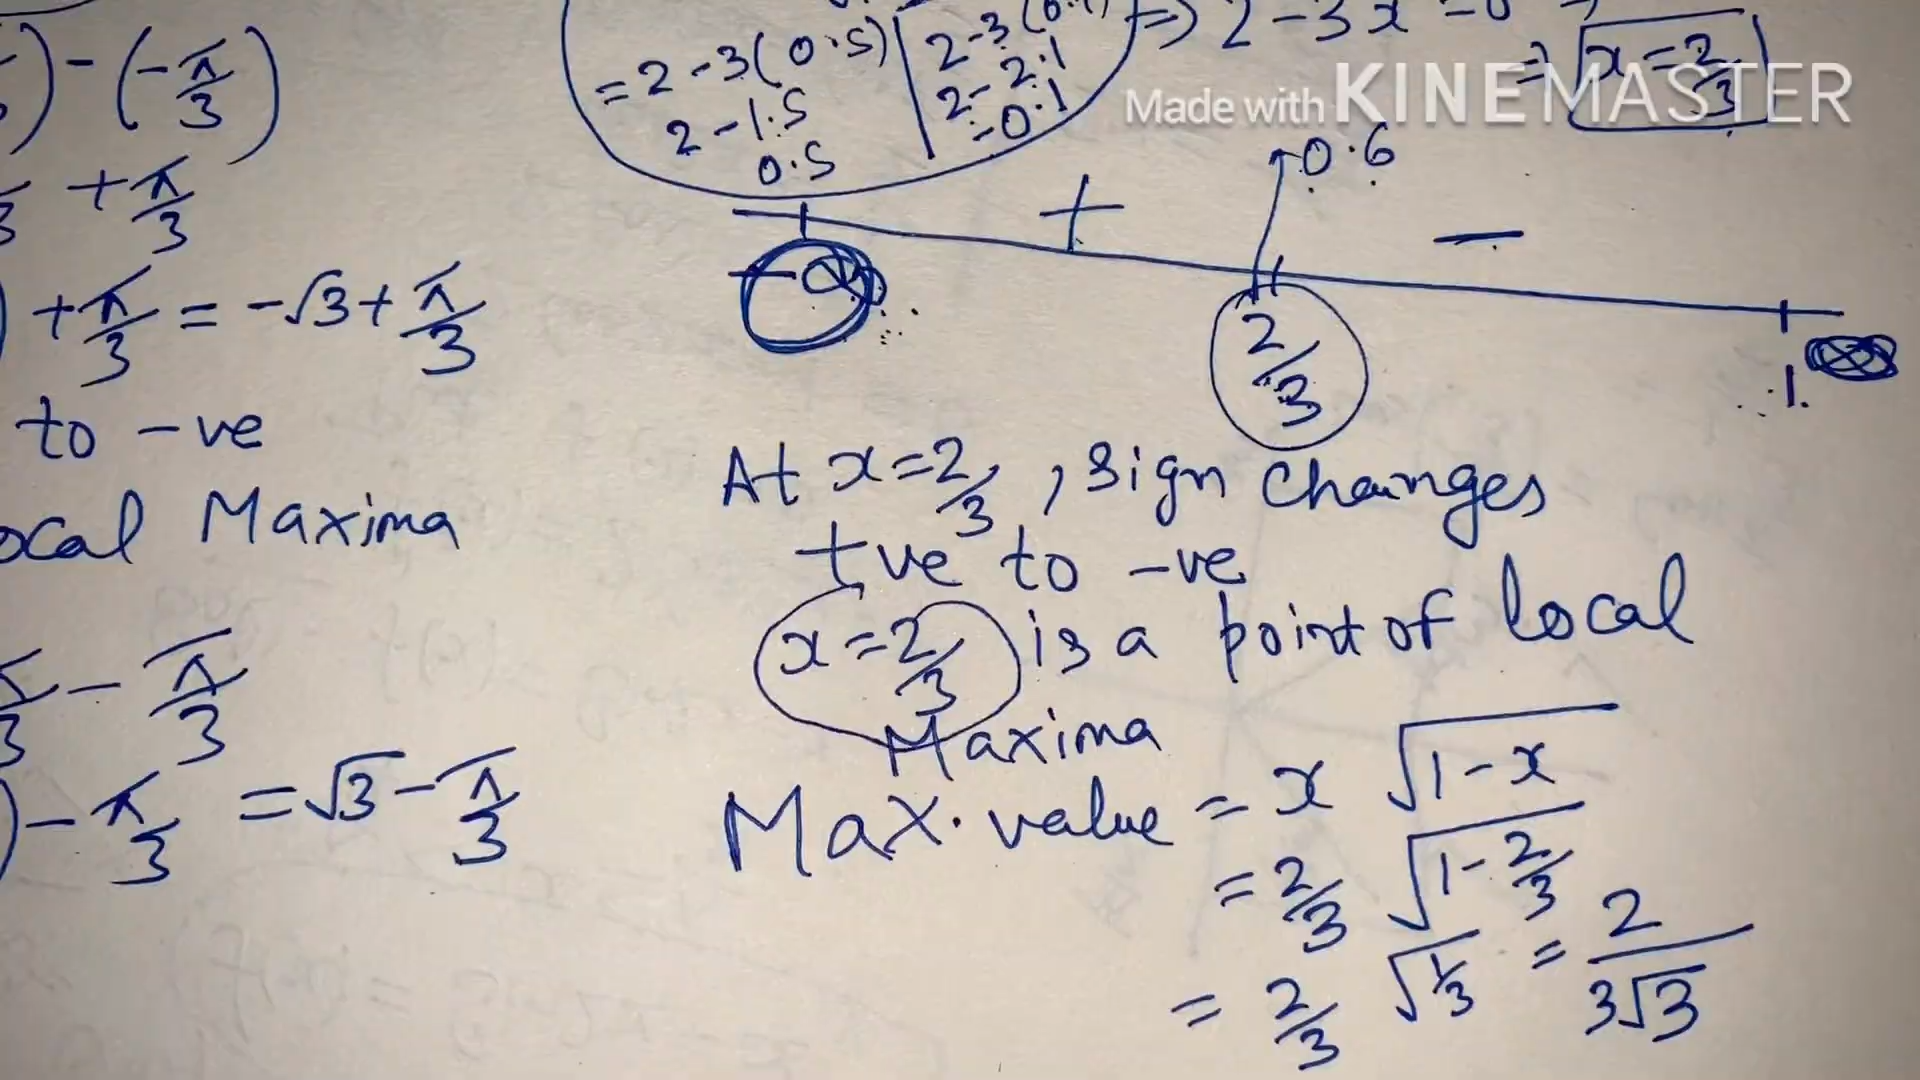 ) - (-π/3)
+ π/3
) + π/3 = -√3 + π/3
to -ve
ocal Maxima
π/3 - π/3
) - π/3 = √3 - π/3
= 2 - 3(0.5)
2 - 1.5
0.5
2 - 3(0.7)
2 - 2.1
= -0.1
=> 2 - 3x = 0
=> x = 2/3
Made with KINEMASTER
0.6
+ -
2/3
1
At x = 2/3, sign changes
+ve to -ve
x = 2/3 is a point of local
Maxima
Max. value = x √1-x
= 2/3 √1-2/3
= 2/3 √1/3 = 2/3√3